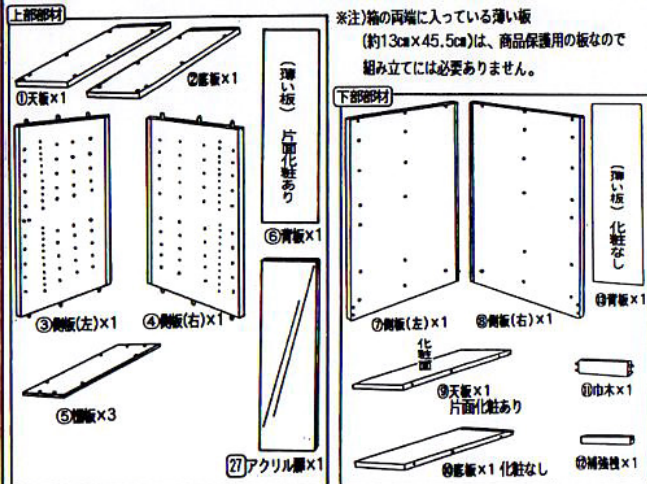 上部部材
①天板×1
②底板×1
(薄い板) 片面化粧あり
⑥背板×1
③側板(左)×1
④側板(右)×1
⑤棚板×3
27アクリル扉×1
※注)箱の両端に入っている薄い板
(約13cm×45.5cm)は、商品保護用の板なので
組み立てには必要ありません。
下部部材
(薄い板) 化粧なし
⑬背板×1
⑦側板(左)×1
⑧側板(右)×1
化粧面
⑨天板×1
片面化粧あり
⑪巾木×1
⑩底板×1 化粧なし
⑫補強桟×1